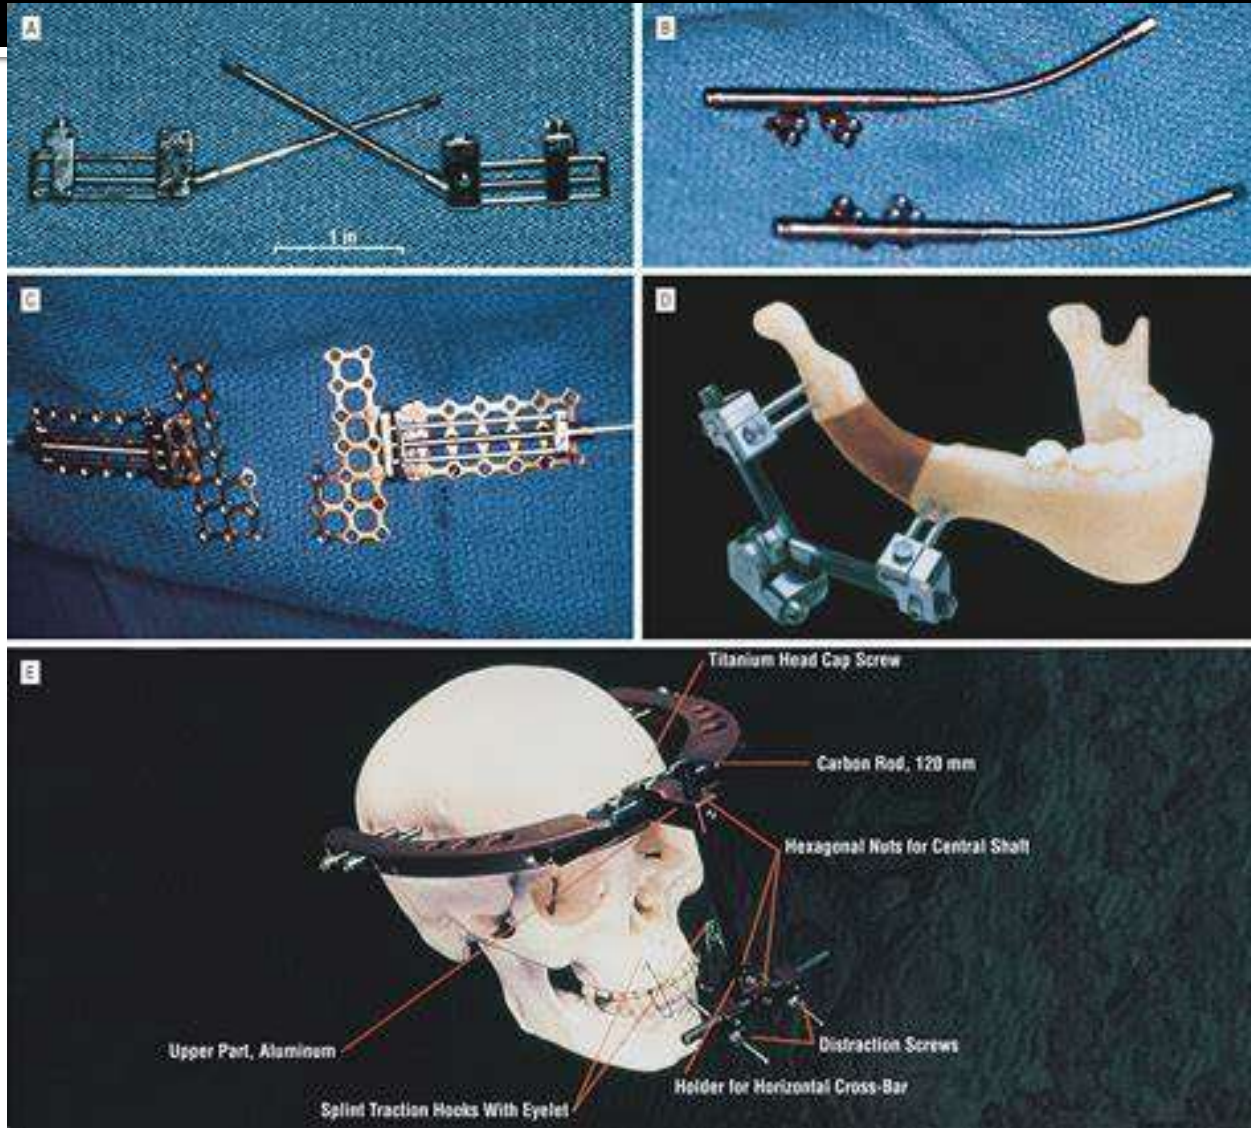 A
B
1 in
C
D
E
Titanium Head Cap Screw
Carbon Rod, 120 mm
Hexagonal Nuts for Central Shaft
Upper Part, Aluminum
Distraction Screws
Holder for Horizontal Cross-Bar
Splint Traction Hooks With Eyelet